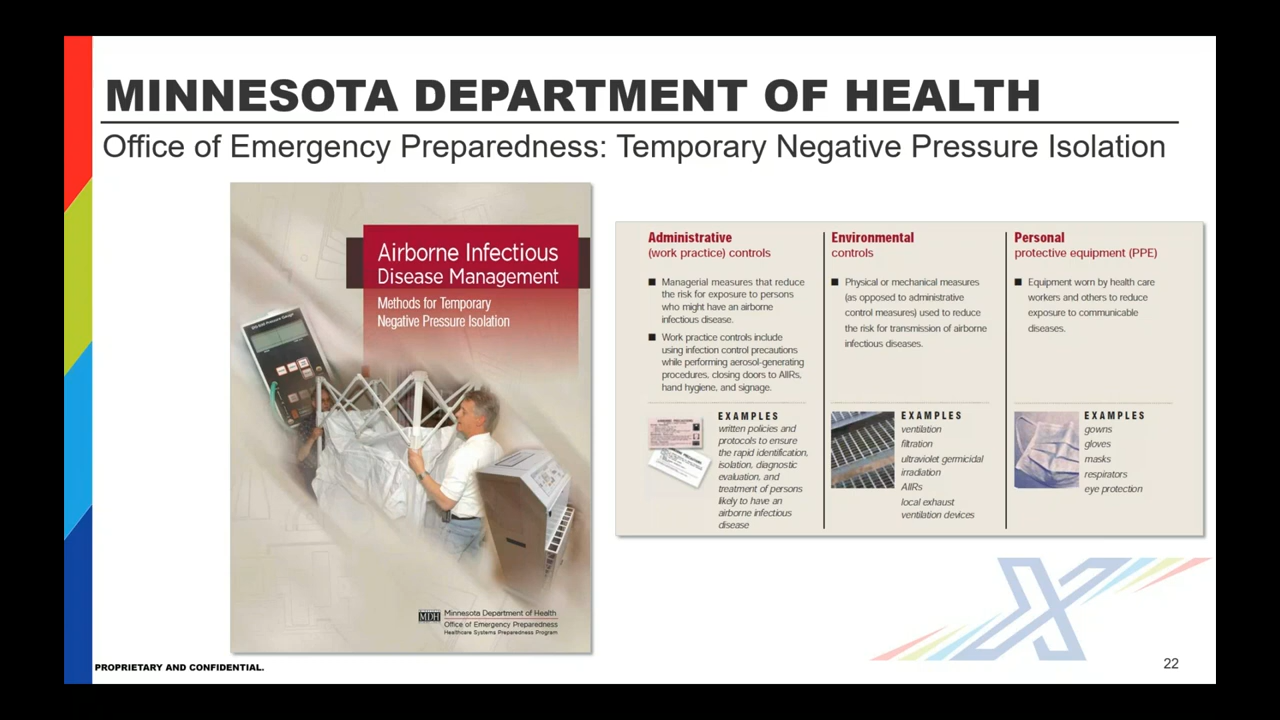 MINNESOTA DEPARTMENT OF HEALTH
Office of Emergency Preparedness: Temporary Negative Pressure Isolation
Airborne Infectious
Disease Management
Methods for Temporary
Negative Pressure Isolation
MDH
Minnesota Department of Health
Office of Emergency Preparedness
Healthcare Systems Preparedness Program
Administrative
(work practice) controls
■ Managerial measures that reduce
the risk for exposure to persons
who might have an airborne
infectious disease.
■ Work practice controls include
using infection control precautions
while performing aerosol-generating
procedures, closing doors to AIIRs,
hand hygiene, and signage.
EXAMPLES
written policies and
protocols to ensure
the rapid identification,
isolation, diagnostic
evaluation, and
treatment of persons
likely to have an
airborne infectious
disease
Environmental
controls
■ Physical or mechanical measures
(as opposed to administrative
control measures) used to reduce
the risk for transmission of airborne
infectious diseases.
EXAMPLES
ventilation
filtration
ultraviolet germicidal
irradiation
AIIRs
local exhaust
ventilation devices
Personal
protective equipment (PPE)
■ Equipment worn by health care
workers and others to reduce
exposure to communicable
diseases.
EXAMPLES
gowns
gloves
masks
respirators
eye protection
X
PROPRIETARY AND CONFIDENTIAL.
22